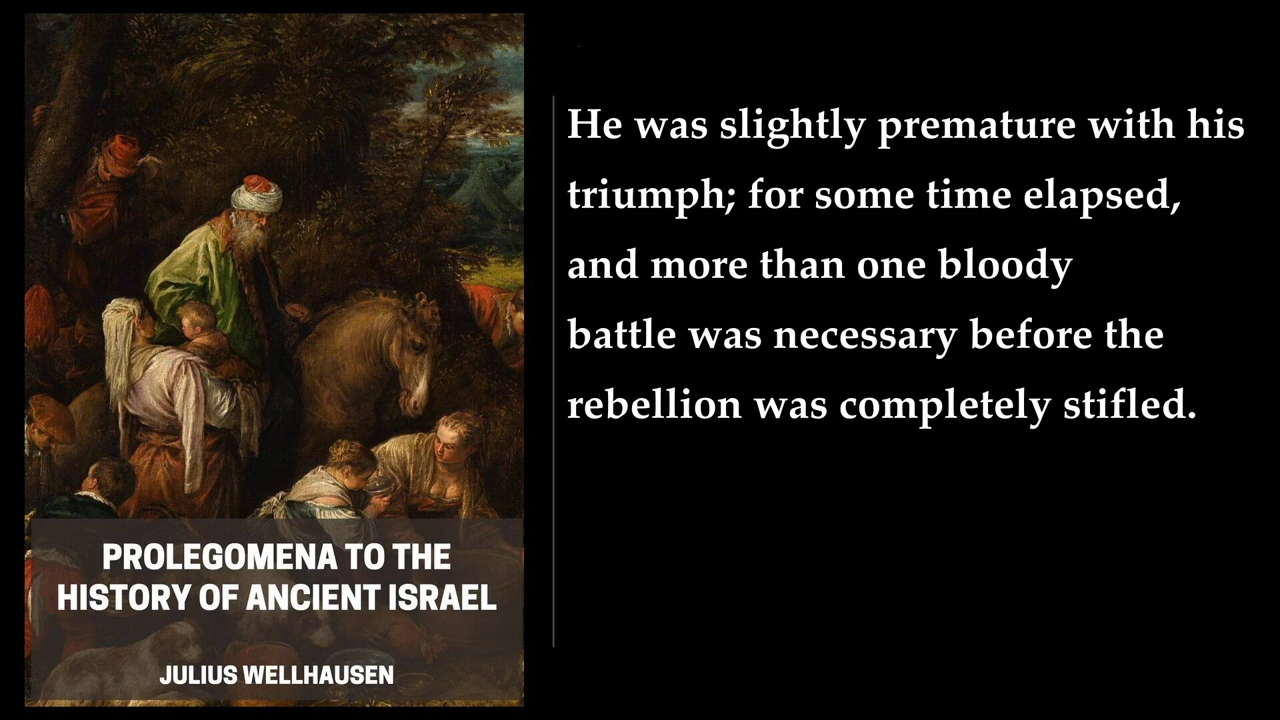 He was slightly premature with his
triumph; for some time elapsed,
and more than one bloody
battle was necessary before the
rebellion was completely stifled.
PROLEGOMENA TO THE
HISTORY OF ANCIENT ISRAEL
JULIUS WELLHAUSEN